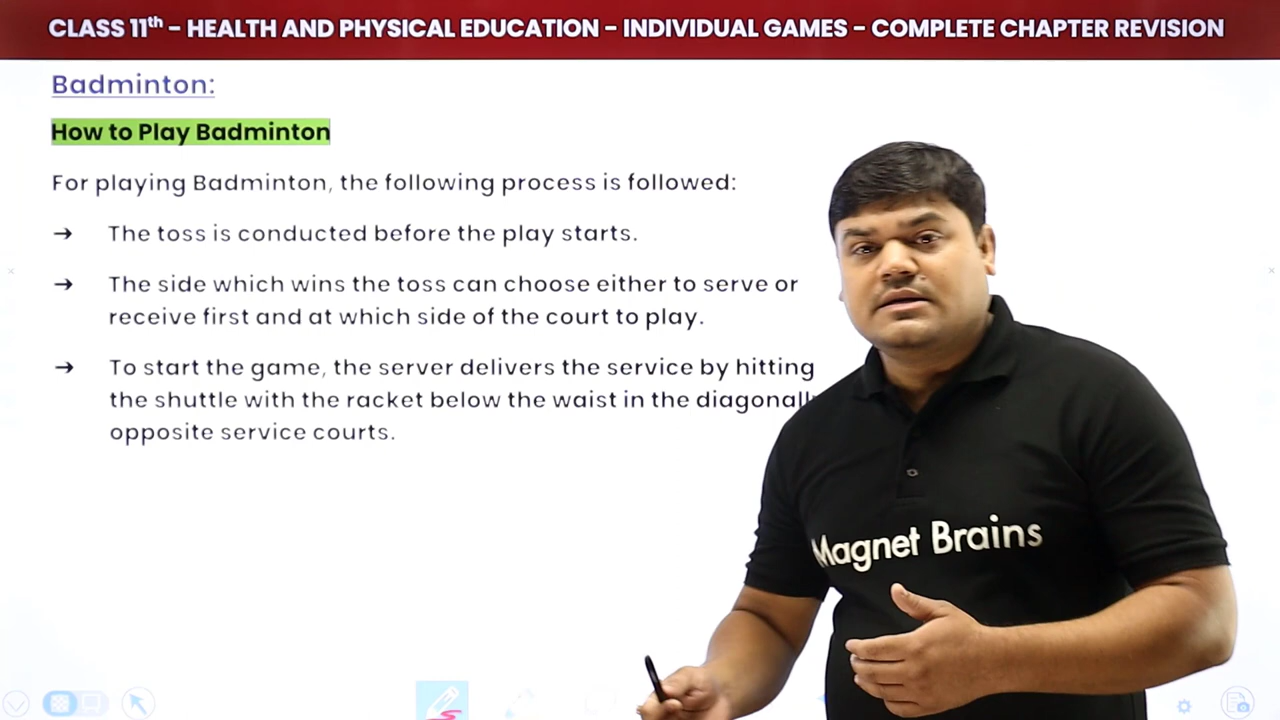 CLASS 11th – HEALTH AND PHYSICAL EDUCATION – INDIVIDUAL GAMES – COMPLETE CHAPTER REVISION
Badminton:
How to Play Badminton
For playing Badminton, the following process is followed:
➔ The toss is conducted before the play starts.
➔ The side which wins the toss can choose either to serve or
receive first and at which side of the court to play.
➔ To start the game, the server delivers the service by hitting
the shuttle with the racket below the waist in the
opposite service courts.
Magnet Brains